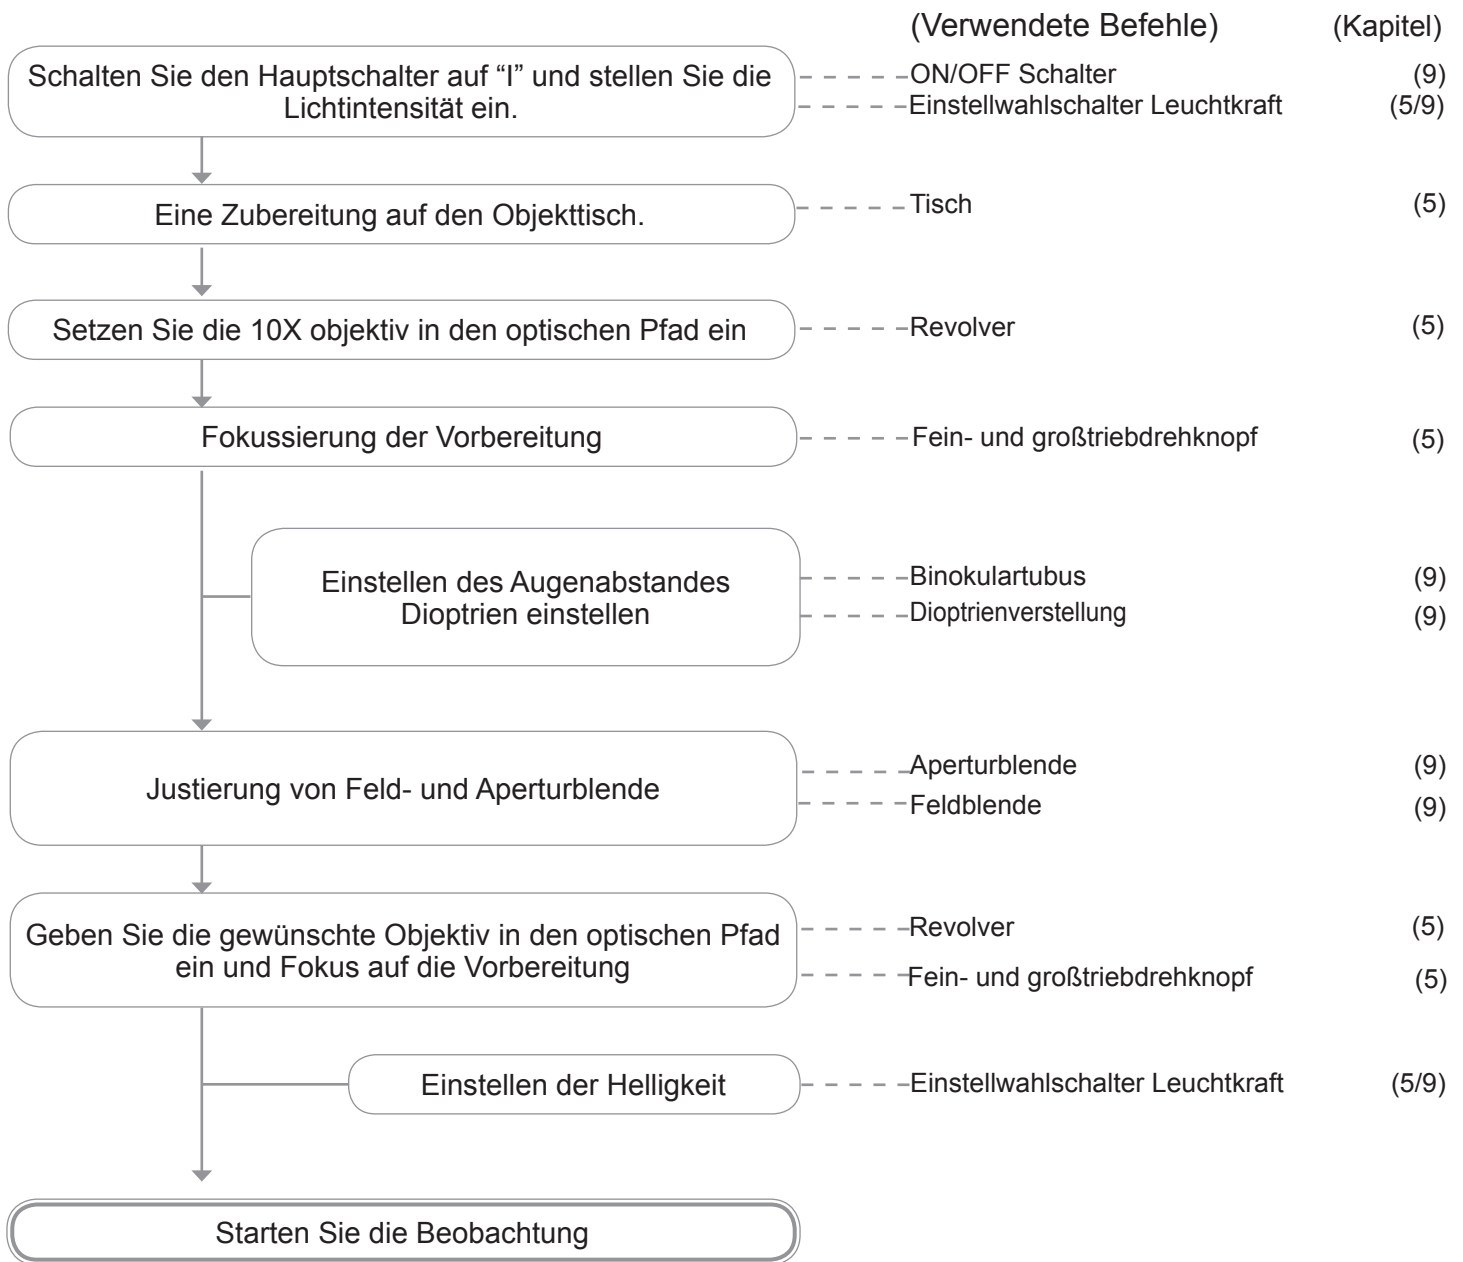 (Verwendete Befehle) (Kapitel)
Schalten Sie den Hauptschalter auf “I” und stellen Sie die
Lichtintensität ein.
ON/OFF Schalter (9)
Einstellwahlschalter Leuchtkraft (5/9)
Eine Zubereitung auf den Objekttisch.
Tisch (5)
Setzen Sie die 10X objektiv in den optischen Pfad ein
Revolver (5)
Fokussierung der Vorbereitung
Fein- und großtriebdrehknopf (5)
Einstellen des Augenabstandes
Dioptrien einstellen
Binokulartubus (9)
Dioptrienverstellung (9)
Justierung von Feld- und Aperturblende
Aperturblende (9)
Feldblende (9)
Geben Sie die gewünschte Objektiv in den optischen Pfad
ein und Fokus auf die Vorbereitung
Revolver (5)
Fein- und großtriebdrehknopf (5)
Einstellen der Helligkeit
Einstellwahlschalter Leuchtkraft (5/9)
Starten Sie die Beobachtung